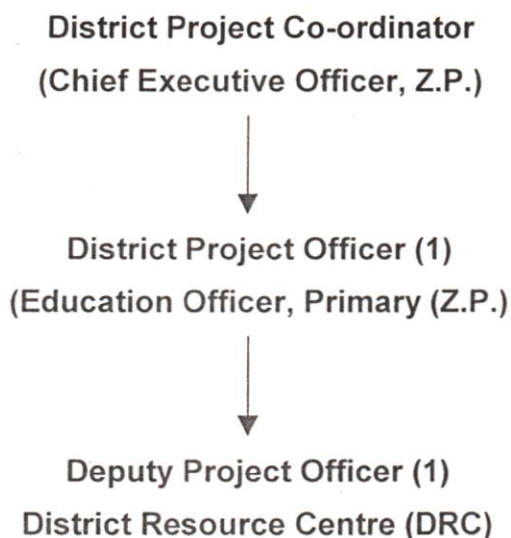 District Project Co-ordinator
(Chief Executive Officer, Z.P.)
District Project Officer (1)
(Education Officer, Primary (Z.P.)
Deputy Project Officer (1)
District Resource Centre (DRC)